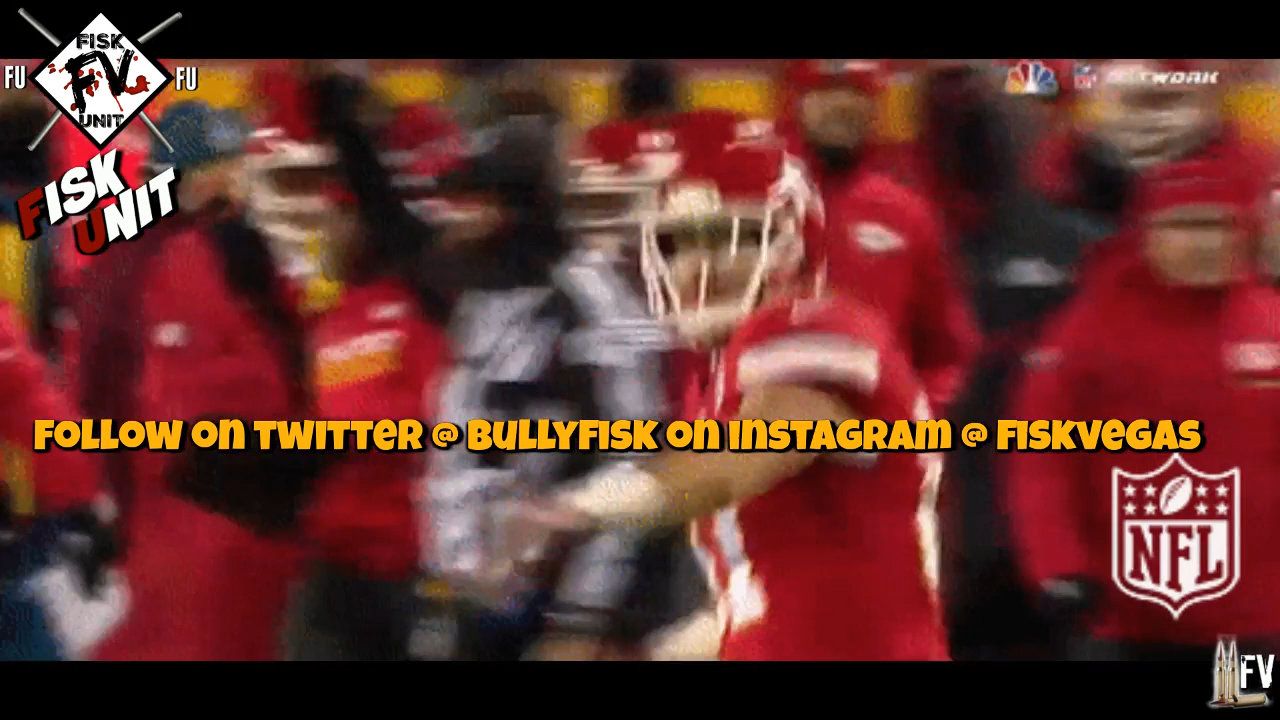 FISK
FV
UNIT
FU
FU
FISK
UNIT
NETWORK
FOLLOW ON TWITTER @ BULLYFISK ON INSTAGRAM @ FISKVEGAS
NFL
FV